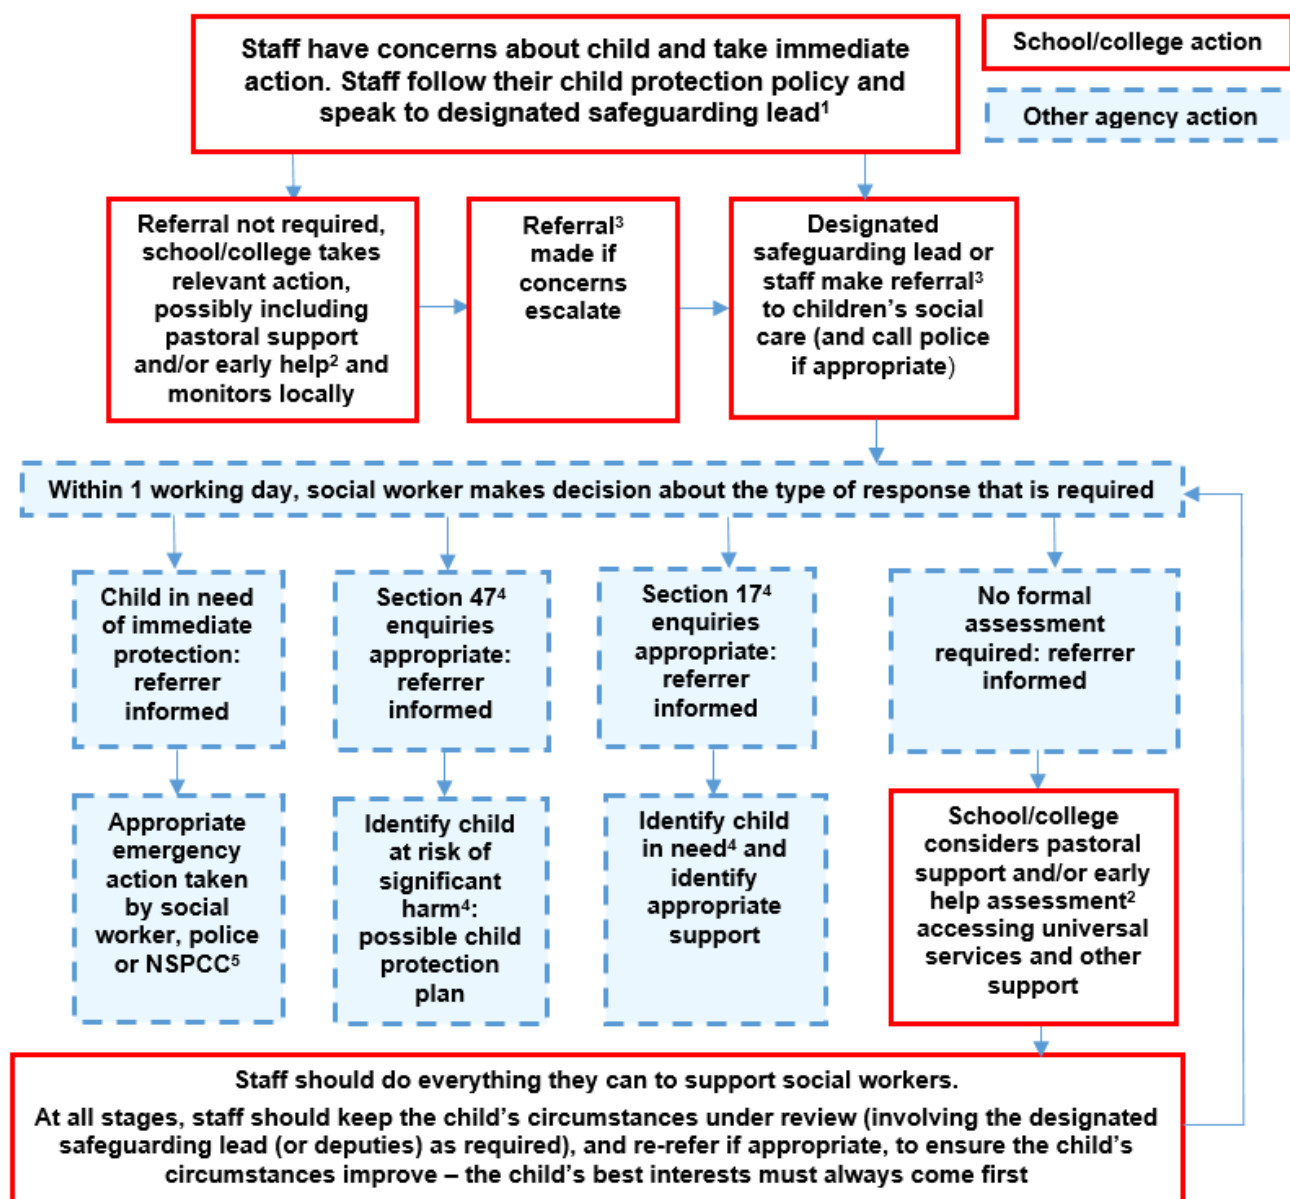 Staff have concerns about child and take immediate
action. Staff follow their child protection policy and
speak to designated safeguarding lead¹
School/college action
Other agency action
Referral not required,
school/college takes
relevant action,
possibly including
pastoral support
and/or early help² and
monitors locally
Referral³
made if
concerns
escalate
Designated
safeguarding lead or
staff make referral³
to children’s social
care (and call police
if appropriate)
Within 1 working day, social worker makes decision about the type of response that is required
Child in need
of immediate
protection:
referrer
informed
Section 47⁴
enquiries
appropriate:
referrer
informed
Section 17⁴
enquiries
appropriate:
referrer
informed
No formal
assessment
required: referrer
informed
Appropriate
emergency
action taken
by social
worker, police
or NSPCC⁵
Identify child
at risk of
significant
harm⁴:
possible child
protection
plan
Identify child
in need⁴ and
identify
appropriate
support
School/college
considers pastoral
support and/or early
help assessment²
accessing universal
services and other
support
Staff should do everything they can to support social workers.
At all stages, staff should keep the child’s circumstances under review (involving the designated
safeguarding lead (or deputies) as required), and re-refer if appropriate, to ensure the child’s
circumstances improve – the child’s best interests must always come first